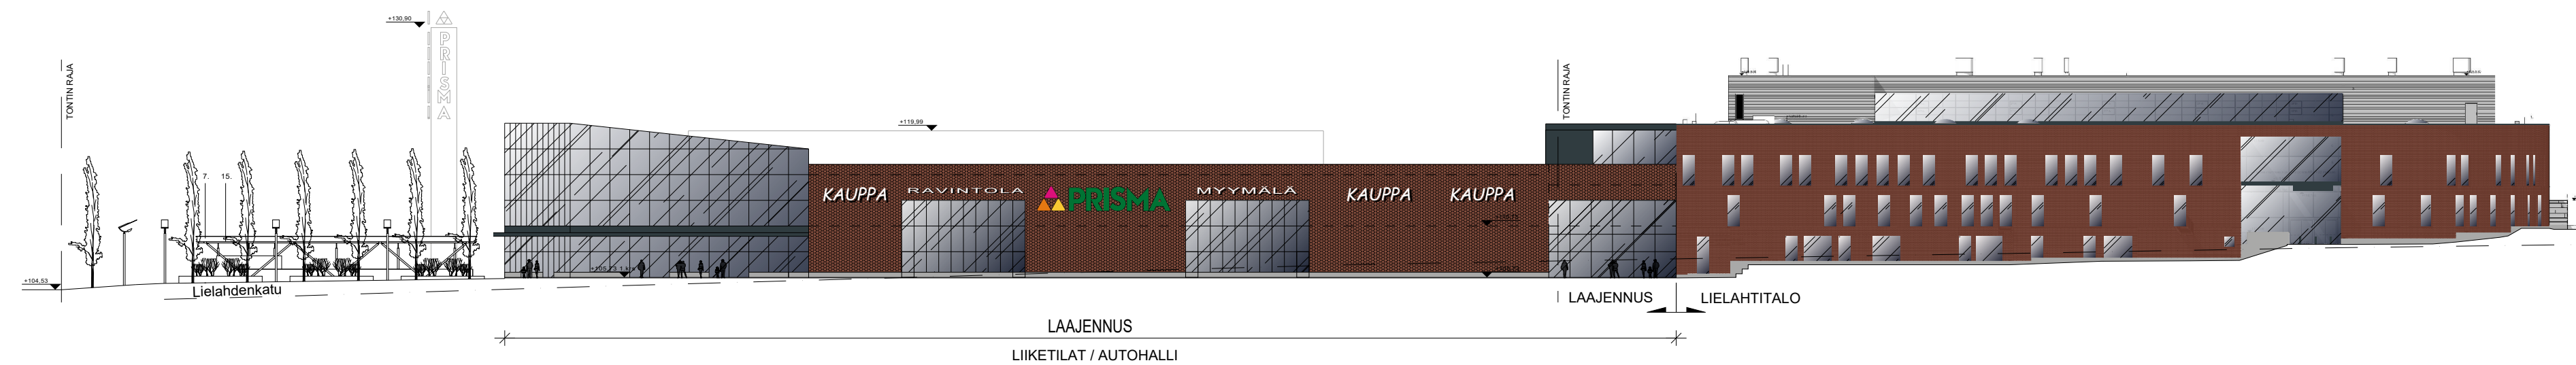 +130,90
PRISMA
TONTIN RAJA
TONTIN RAJA
+119,99
7. 15.
KAUPPA RAVINTOLA PRISMA MYYMÄLÄ KAUPPA KAUPPA
+104,53
Lielahdenkatu
LAAJENNUS LIELAHTITALO
LAAJENNUS
LIIKETILAT / AUTOHALLI